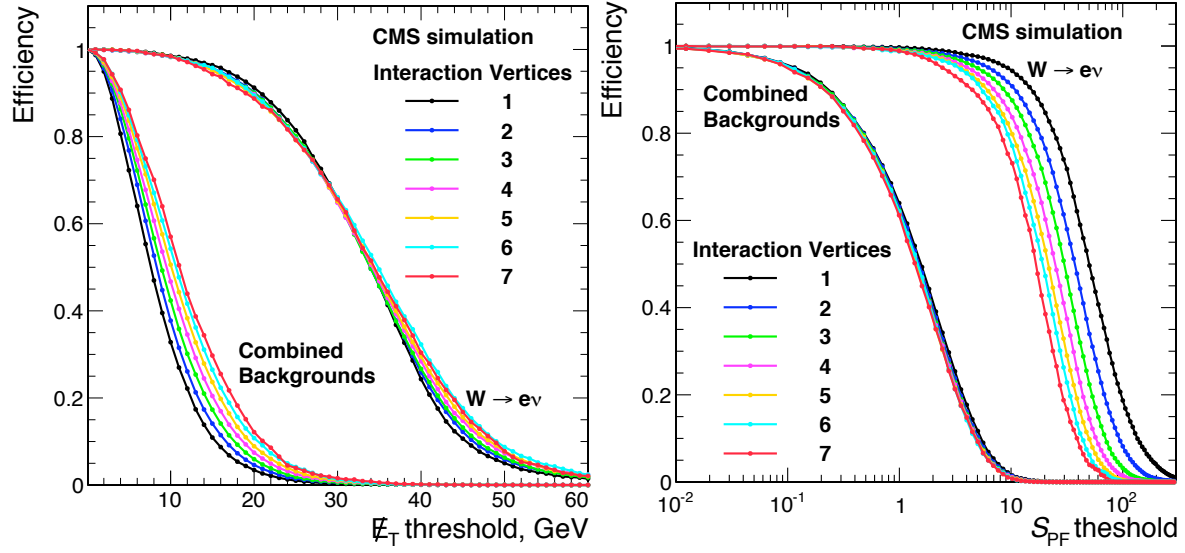 Efficiency
1
0.8
0.6
0.4
0.2
0
CMS simulation
Interaction Vertices
1
2
3
4
5
6
7
Combined
Backgrounds
W → eν
10 20 30 40 50 60
E̸_T threshold, GeV
Efficiency
1
0.8
0.6
0.4
0.2
0
CMS simulation
W → eν
Combined
Backgrounds
Interaction Vertices
1
2
3
4
5
6
7
10⁻² 10⁻¹ 1 10 10²
S_PF theshold